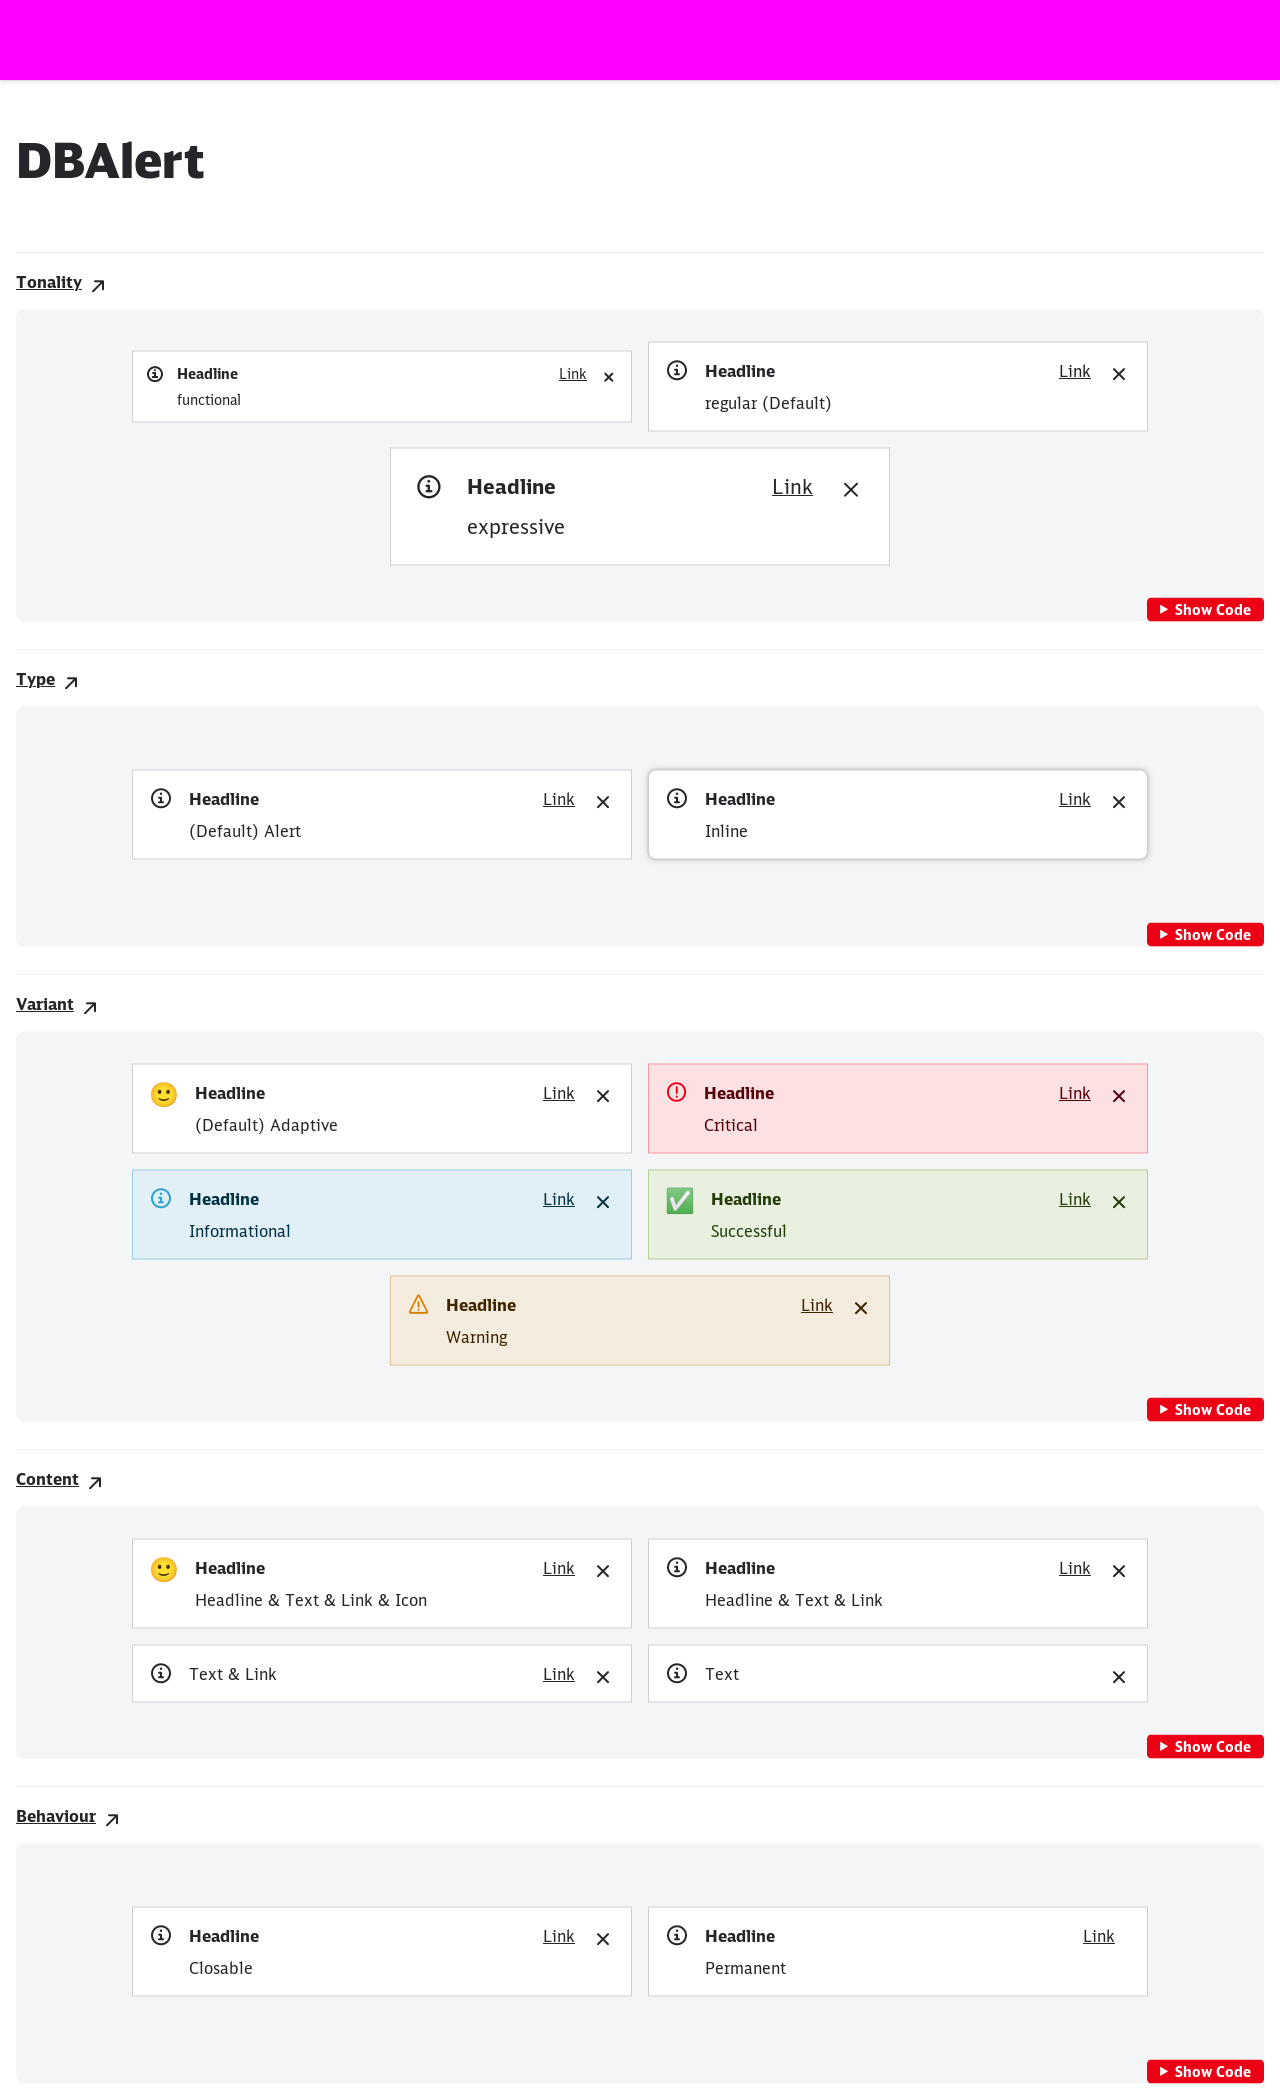 DBAlert
Tonality
Headline Link
functional
Headline Link
regular (Default)
Headline Link
expressive
Show Code
Type
Headline Link
(Default) Alert
Headline Link
Inline
Show Code
Variant
Headline Link
(Default) Adaptive
Headline Link
Critical
Headline Link
Informational
Headline Link
Successful
Headline Link
Warning
Show Code
Content
Headline Link
Headline & Text & Link & Icon
Headline Link
Headline & Text & Link
Text & Link Link
Text
Show Code
Behaviour
Headline Link
Closable
Headline Link
Permanent
Show Code